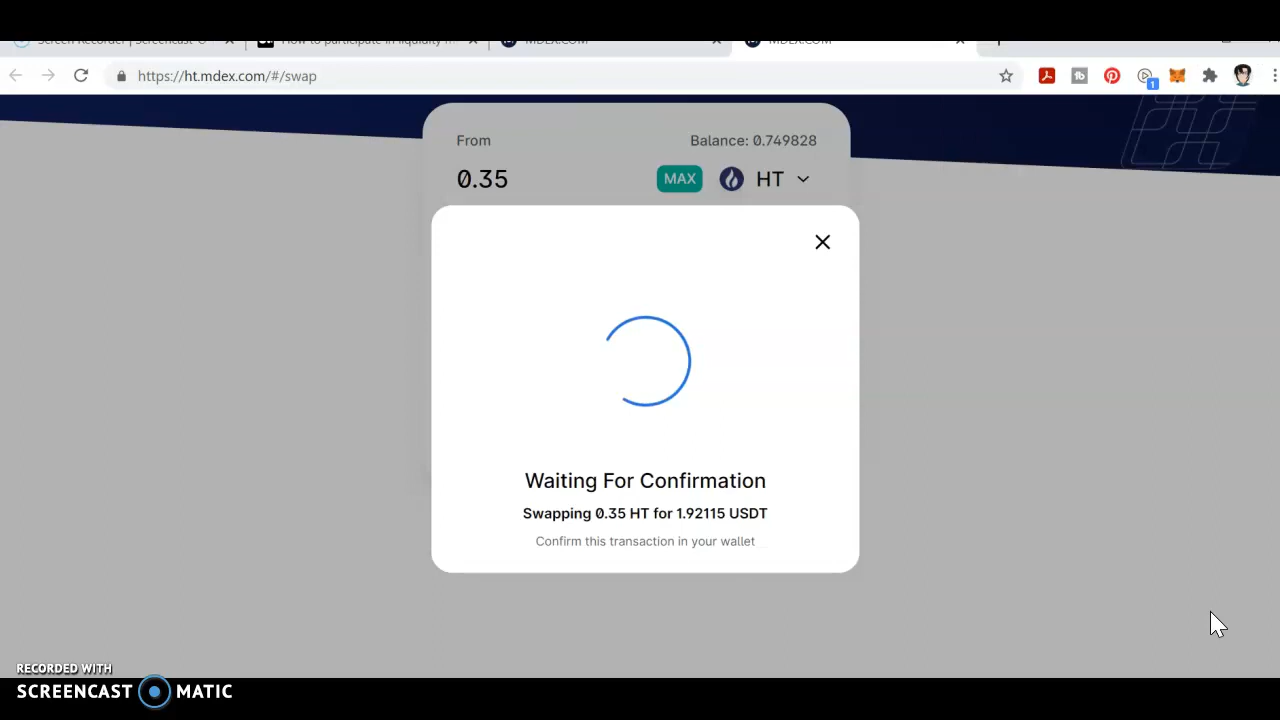 https://ht.mdex.com/#/swap
1
From
Balance: 0.749828
0.35
MAX
HT
Waiting For Confirmation
Swapping 0.35 HT for 1.92115 USDT
Confirm this transaction in your wallet
RECORDED WITH
SCREENCAST MATIC